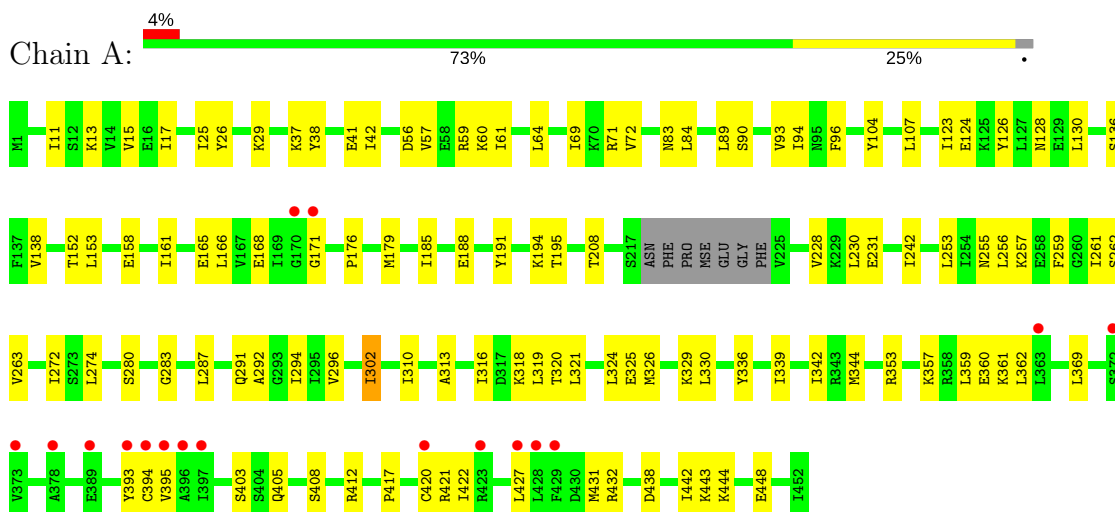 4%
Chain A:
73% 25% •
M1 I11 S12 K13 V14 V15 E16 I17 I25 Y26 K29 K37 Y38 E41 I42 D56 V57 E58 R59 K60 I61 L64 I69 K70 R71 V72 N83 L84 L89 S90 V93 I94 N95 F96 Y104 L107 I123 E124 K125 Y126 L127 N128 E129 L130 S136
F137 V138 T152 L153 E158 I161 E165 L166 V167 E168 I169 G170 G171 P176 M179 I185 E188 Y191 K194 T195 T208 S217 ASN PHE PRO MSE GLU GLY PHE V225 V228 K229 L230 E231 I242 L253 I254 N255 L256 K257 E258 F259 G260 I261 S262
V263 I272 S273 L274 S280 G283 L287 Q291 A292 G293 I294 I295 V296 I302 I310 A313 I316 D317 K318 L319 T320 L321 L324 E325 M326 K329 L330 Y336 I339 I342 R343 M344 R353 K357 R358 L359 E360 K361 L362 L363 L369 S372
V373 A378 E389 Y393 C394 V395 A396 I397 S403 S404 Q405 S408 R412 P417 C420 R421 I422 R423 L427 L428 F429 D430 M431 R432 D438 I442 K443 K444 E448 I452